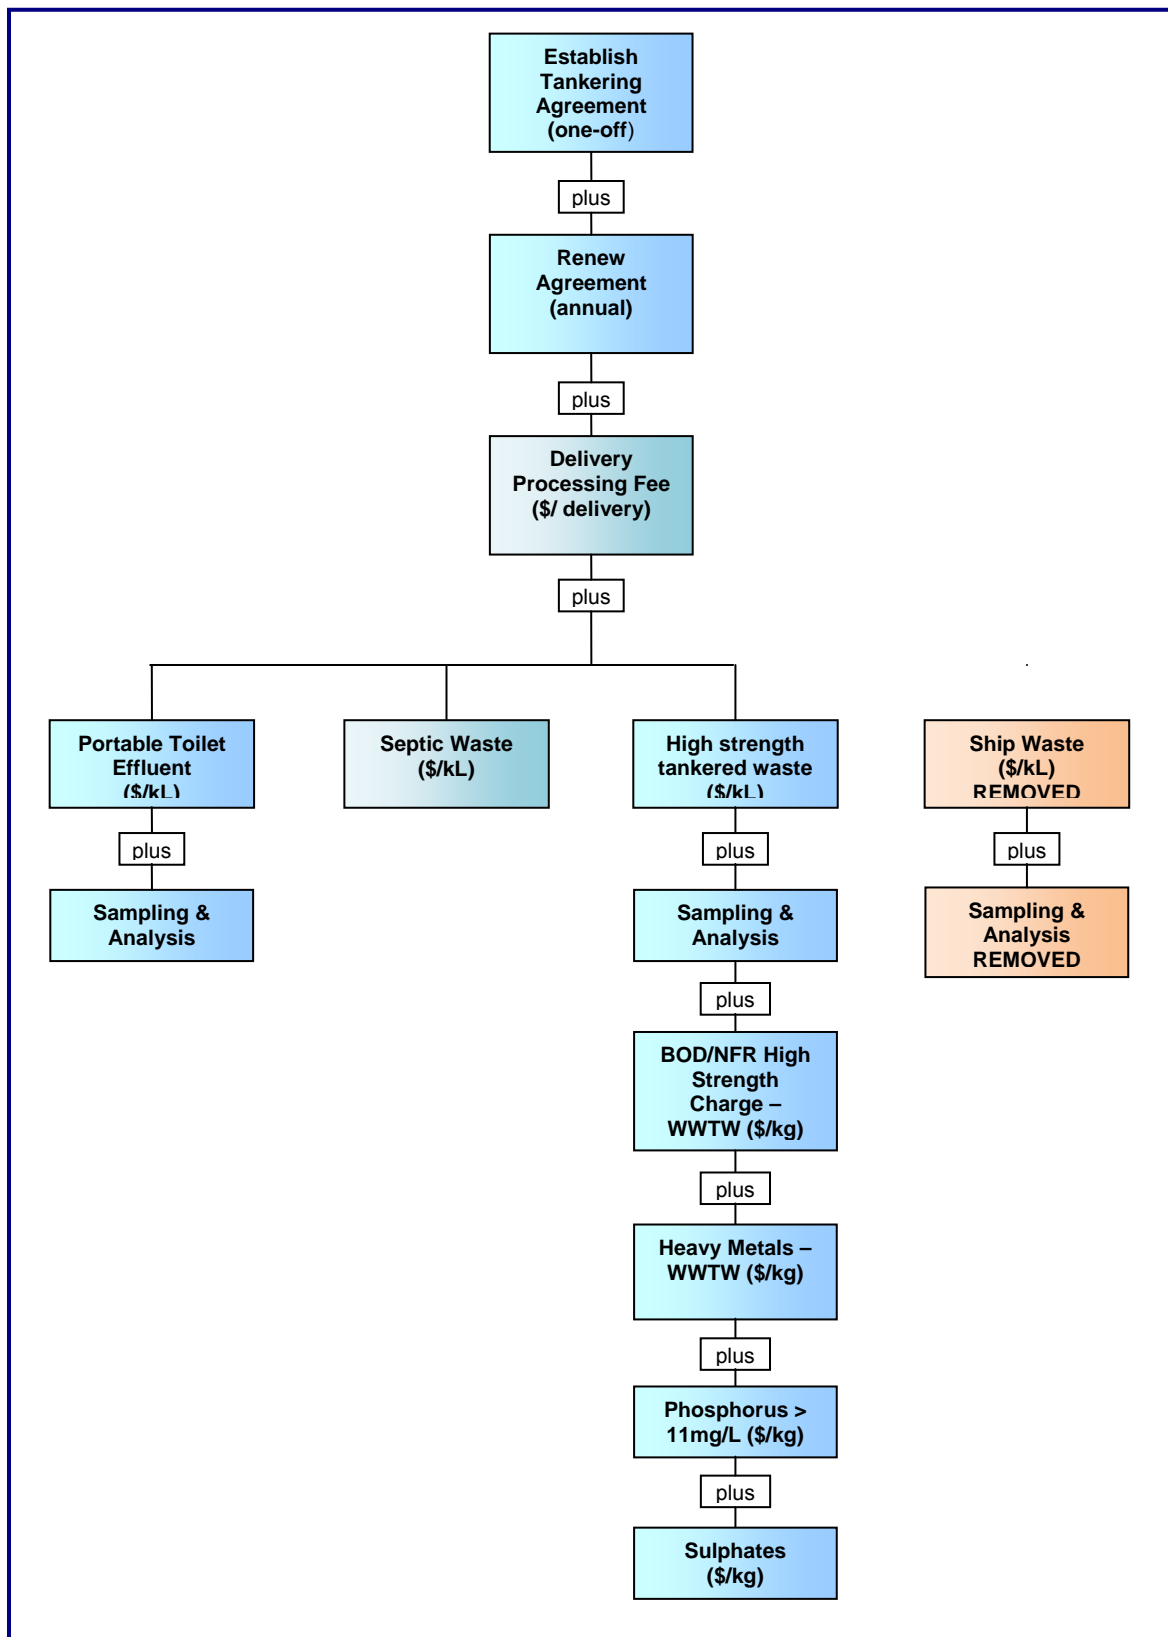 Establish
Tankering
Agreement
(one-off)
plus
Renew
Agreement
(annual)
plus
Delivery
Processing Fee
($/ delivery)
plus
Portable Toilet
Effluent
($/kL)
plus
Sampling &
Analysis
Septic Waste
($/kL)
High strength
tankered waste
($/kL)
plus
Sampling &
Analysis
plus
BOD/NFR High
Strength
Charge –
WWTW ($/kg)
plus
Heavy Metals –
WWTW ($/kg)
plus
Phosphorus >
11mg/L ($/kg)
plus
Sulphates
($/kg)
Ship Waste
($/kL)
REMOVED
plus
Sampling &
Analysis
REMOVED